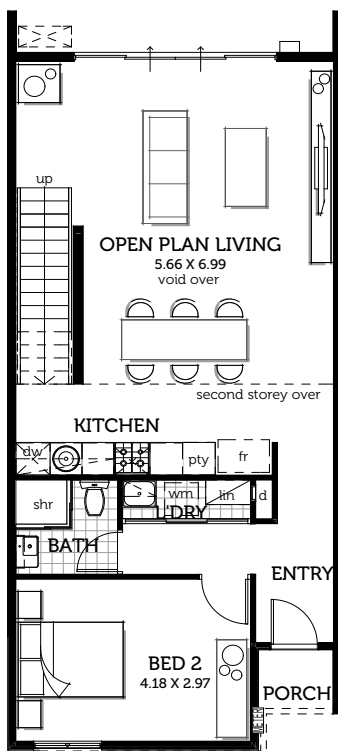 up
OPEN PLAN LIVING
5.66 X 6.99
void over
second storey over
KITCHEN
dw
pty
fr
shr
wm
lin
d
L'DRY
BATH
ENTRY
BED 2
4.18 X 2.97
PORCH
METER